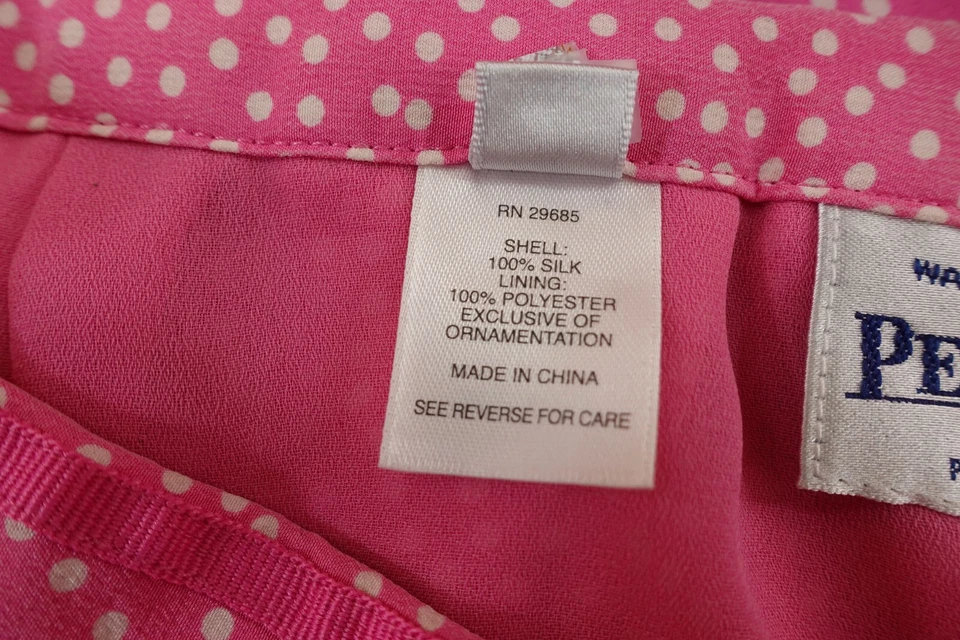 RN 29685
SHELL:
100% SILK
LINING:
100% POLYESTER
EXCLUSIVE OF
ORNAMENTATION
MADE IN CHINA
SEE REVERSE FOR CARE